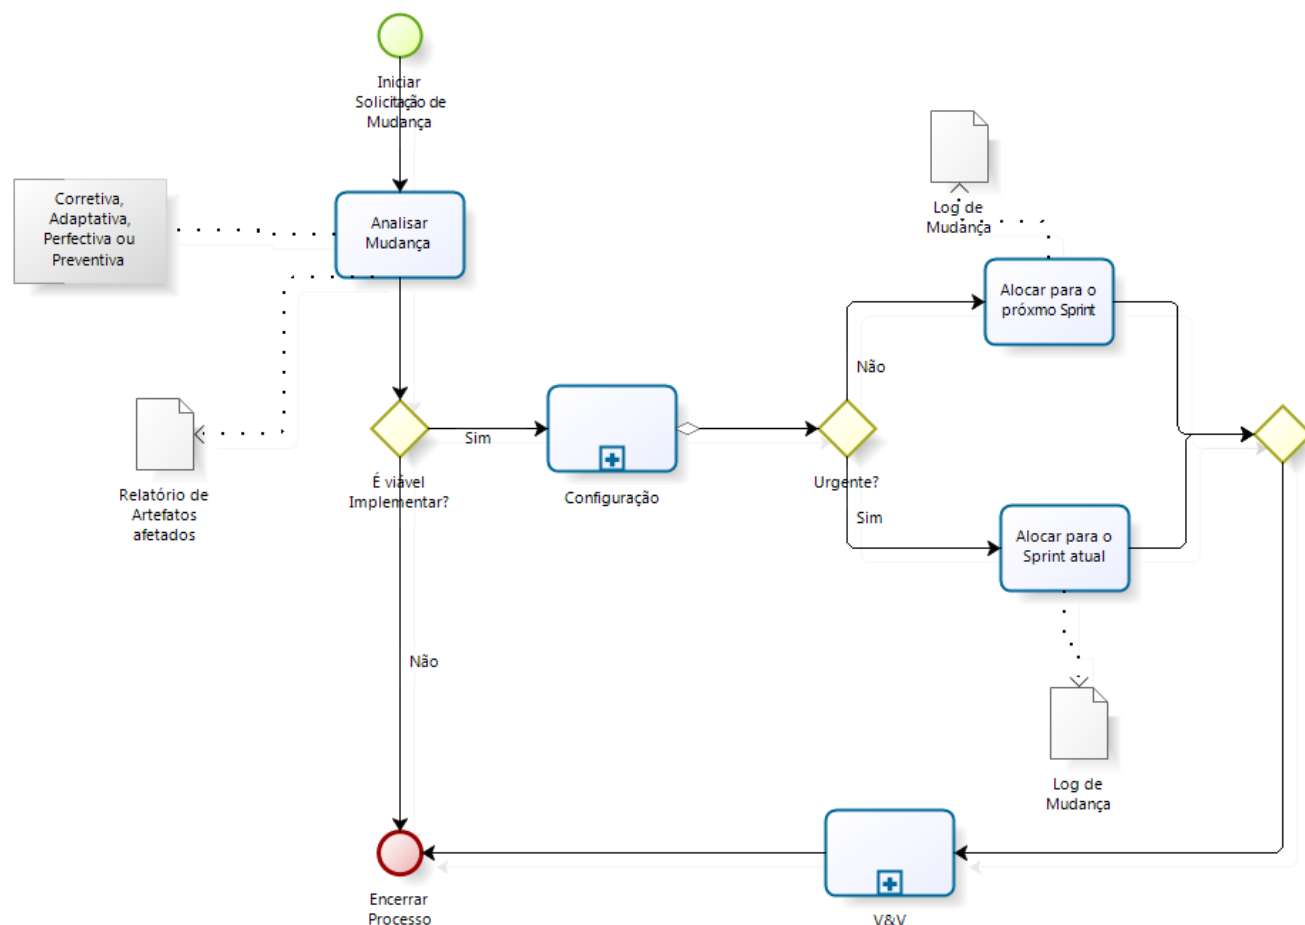 Iniciar
Solicitação de
Mudança
Corretiva,
Adaptativa,
Perfectiva ou
Preventiva
Analisar
Mudança
Log de
Mudança
Alocar para o
próxmo Sprint
Não
Sim
É viável
Implementar?
Configuração
Urgente?
Sim
Relatório de
Artefatos
afetados
Alocar para o
Sprint atual
Não
Log de
Mudança
Encerrar
Processo
V&V